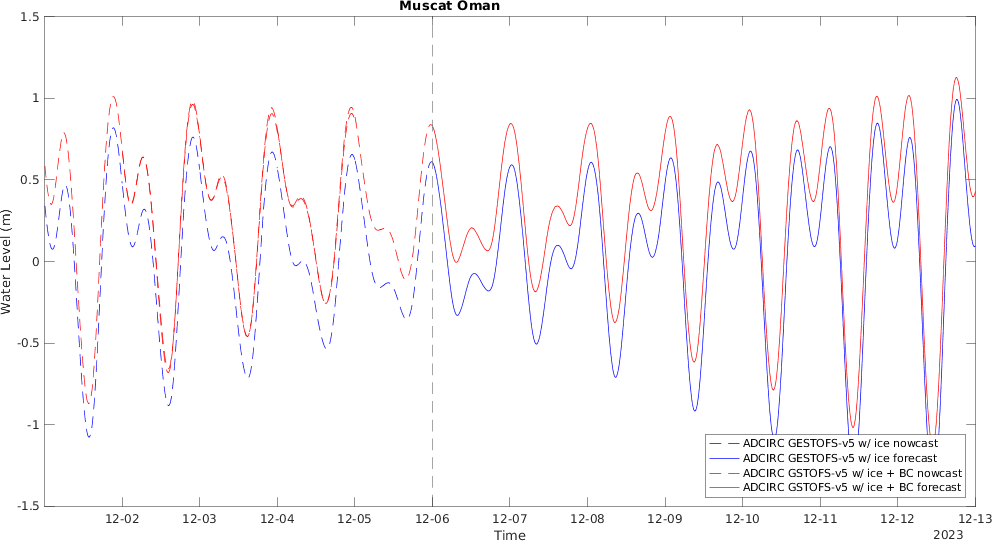 Muscat Oman
1.5
1
0.5
0
-0.5
-1
-1.5
Water Level (m)
12-02 12-03 12-04 12-05 12-06 12-07 12-08 12-09 12-10 12-11 12-12 12-13
Time
2023
ADCIRC GESTOFS-v5 w/ ice nowcast
ADCIRC GESTOFS-v5 w/ ice forecast
ADCIRC GSTOFS-v5 w/ ice + BC nowcast
ADCIRC GSTOFS-v5 w/ ice + BC forecast